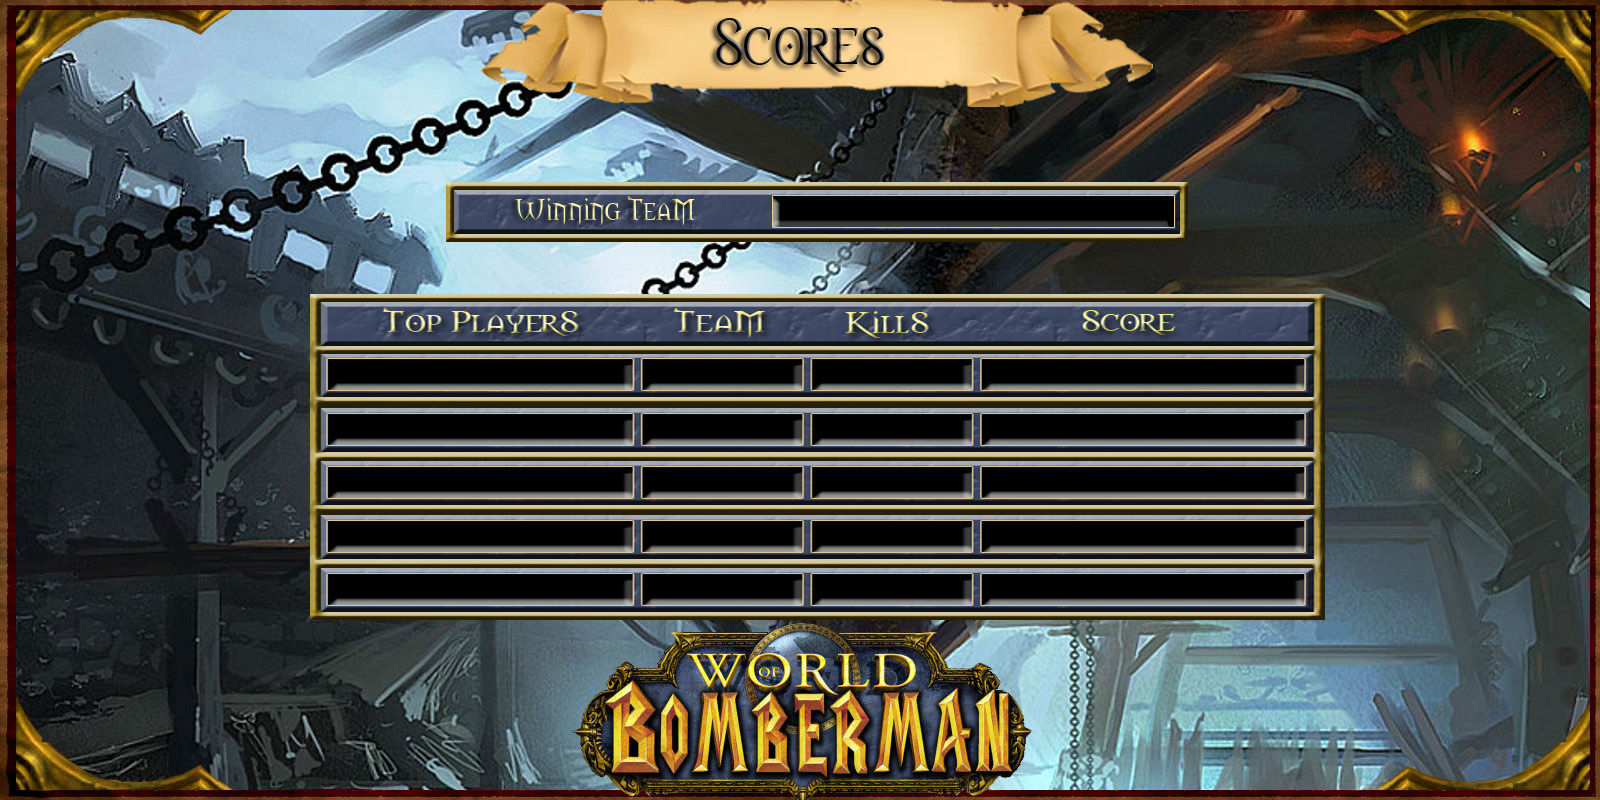 Scores
Winning Team
Top Players Team Kills Score
World of
Bomberman